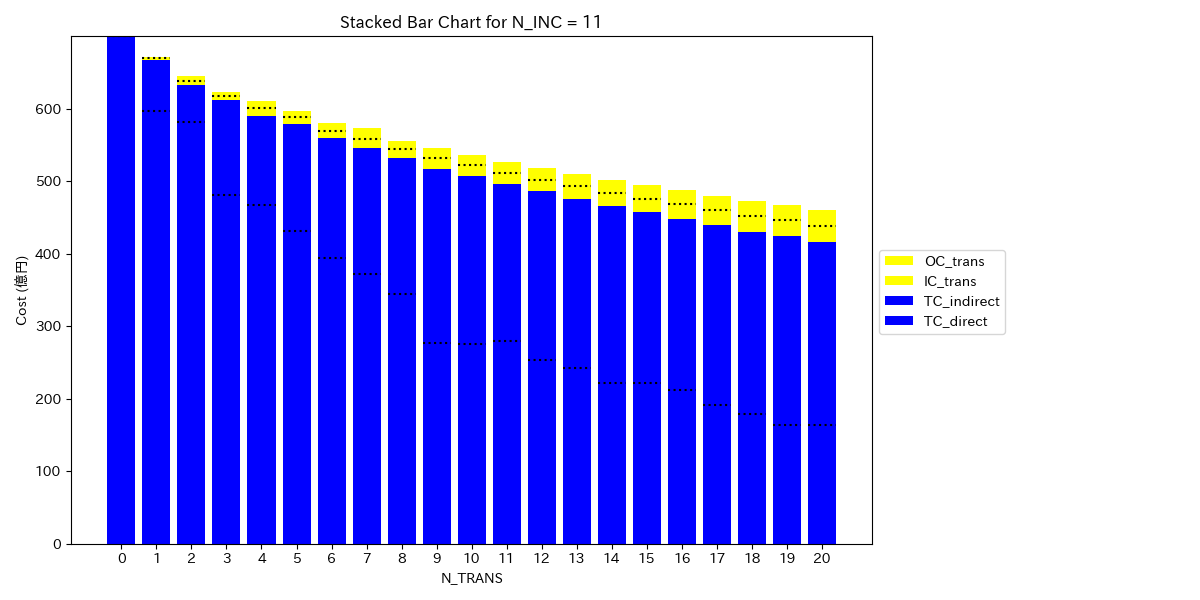 Stacked Bar Chart for N_INC = 11
Cost (億円)
600
500
400
300
200
100
0
0 1 2 3 4 5 6 7 8 9 10 11 12 13 14 15 16 17 18 19 20
N_TRANS
OC_trans
IC_trans
TC_indirect
TC_direct